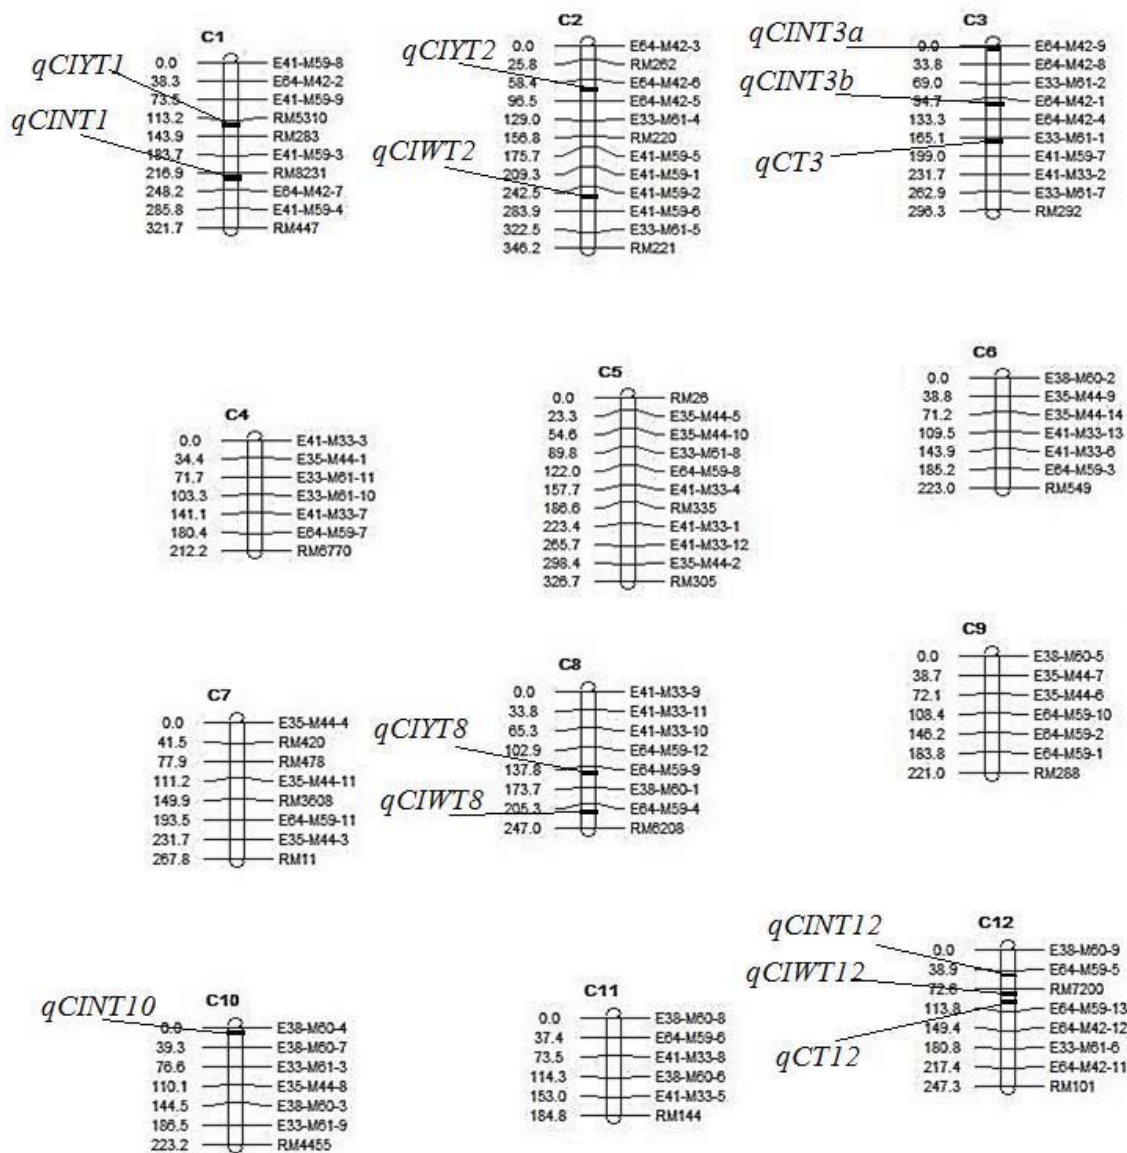 C1
qCIYT1
qCINT1
0.0 E41-M59-8
38.3 E64-M42-2
73.5 E41-M59-9
113.2 RM5310
143.9 RM283
183.7 E41-M59-3
216.9 RM8231
248.2 E64-M42-7
285.8 E41-M59-4
321.7 RM447
C2
qCIYT2
qCIWT2
0.0 E64-M42-3
25.8 RM262
58.4 E64-M42-6
96.5 E64-M42-5
129.0 E33-M61-4
156.8 RM220
175.7 E41-M59-5
209.3 E41-M59-1
242.5 E41-M59-2
283.9 E41-M59-6
322.5 E33-M61-5
346.2 RM221
C3
qCINT3a
qCINT3b
qCT3
0.0 E64-M42-9
33.8 E64-M42-8
69.0 E33-M61-2
94.7 E64-M42-1
133.3 E64-M42-4
165.1 E33-M61-1
199.0 E41-M59-7
231.7 E41-M33-2
262.9 E33-M61-7
296.3 RM292
C4
0.0 E41-M33-3
34.4 E35-M44-1
71.7 E33-M61-11
103.3 E33-M61-10
141.1 E41-M33-7
180.4 E64-M59-7
212.2 RM6770
C5
0.0 RM26
23.3 E35-M44-5
54.6 E35-M44-10
89.8 E33-M61-8
122.0 E64-M59-8
157.7 E41-M33-4
186.6 RM335
223.4 E41-M33-1
265.7 E41-M33-12
298.4 E35-M44-2
326.7 RM305
C6
0.0 E38-M60-2
38.8 E35-M44-9
71.2 E35-M44-14
109.5 E41-M33-13
143.9 E41-M33-6
185.2 E64-M59-3
223.0 RM549
C7
0.0 E35-M44-4
41.5 RM420
77.9 RM478
111.2 E35-M44-11
149.9 RM3608
193.5 E64-M59-11
231.7 E35-M44-3
267.8 RM11
C8
qCIYT8
qCIWT8
0.0 E41-M33-9
33.8 E41-M33-11
65.3 E41-M33-10
102.9 E64-M59-12
137.8 E64-M59-9
173.7 E38-M60-1
205.3 E64-M59-4
247.0 RM6208
C9
0.0 E38-M60-5
38.7 E35-M44-7
72.1 E35-M44-6
108.4 E64-M59-10
146.2 E64-M59-2
183.8 E64-M59-1
221.0 RM288
C10
qCINT10
0.0 E38-M60-4
39.3 E38-M60-7
76.6 E33-M61-3
110.1 E35-M44-8
144.5 E38-M60-3
186.5 E33-M61-9
223.2 RM4455
C11
0.0 E38-M60-8
37.4 E64-M59-6
73.5 E41-M33-8
114.3 E38-M60-6
153.0 E41-M33-5
184.8 RM144
C12
qCINT12
qCIWT12
qCT12
0.0 E38-M60-9
38.9 E64-M59-5
72.6 RM7200
113.8 E64-M59-13
149.4 E64-M42-12
180.8 E33-M61-6
217.4 E64-M42-11
247.3 RM101